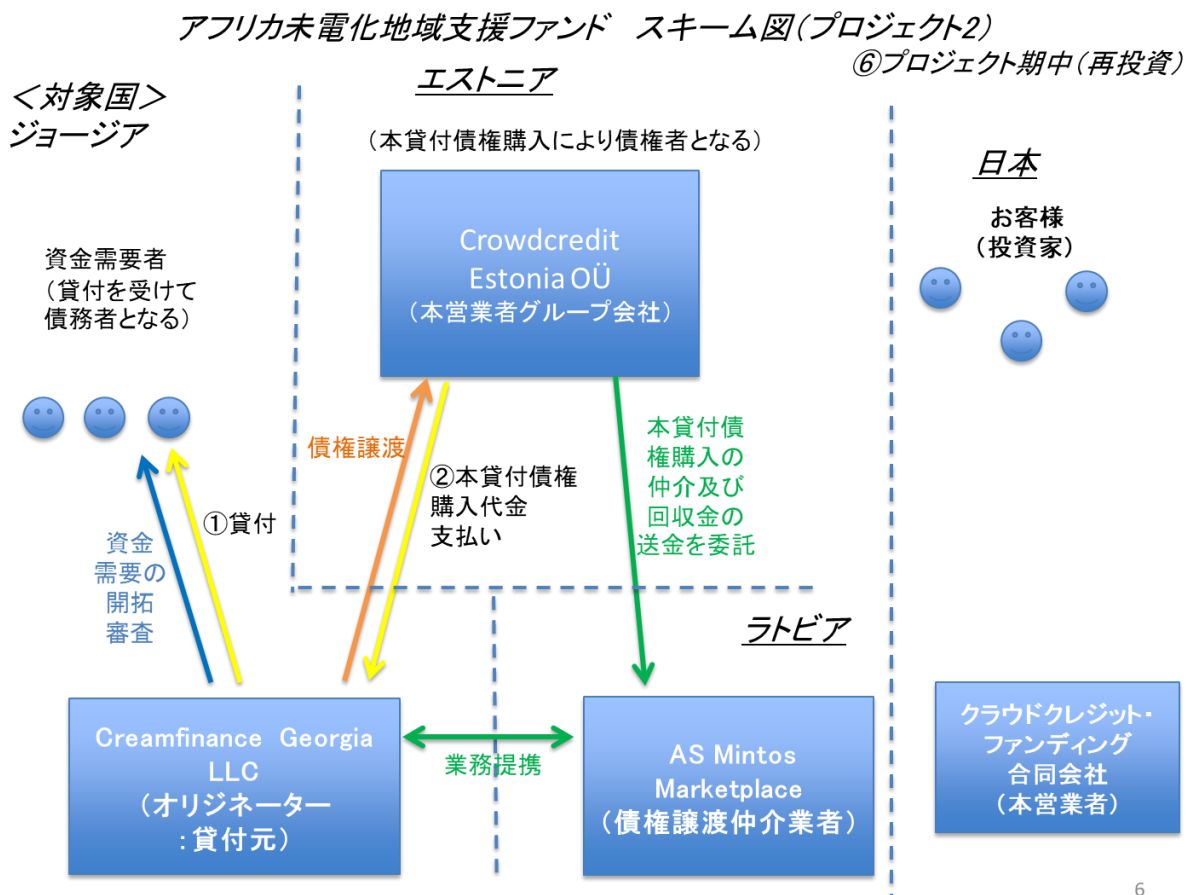 アフリカ未電化地域支援ファンド　スキーム図(プロジェクト2)
⑥プロジェクト期中(再投資)
＜対象国＞
ジョージア
エストニア
(本貸付債権購入により債権者となる)
Crowdcredit
Estonia OÜ
(本営業者グループ会社)
日本
お客様
(投資家)
資金需要者
(貸付を受けて
債務者となる)
債権譲渡
②本貸付債権
購入代金
支払い
本貸付債
権購入の
仲介及び
回収金の
送金を委託
①貸付
資金
需要の
開拓
審査
ラトビア
Creamfinance Georgia
LLC
(オリジネーター
:貸付元)
業務提携
AS Mintos
Marketplace
(債権譲渡仲介業者)
クラウドクレジット・
ファンディング
合同会社
(本営業者)
6